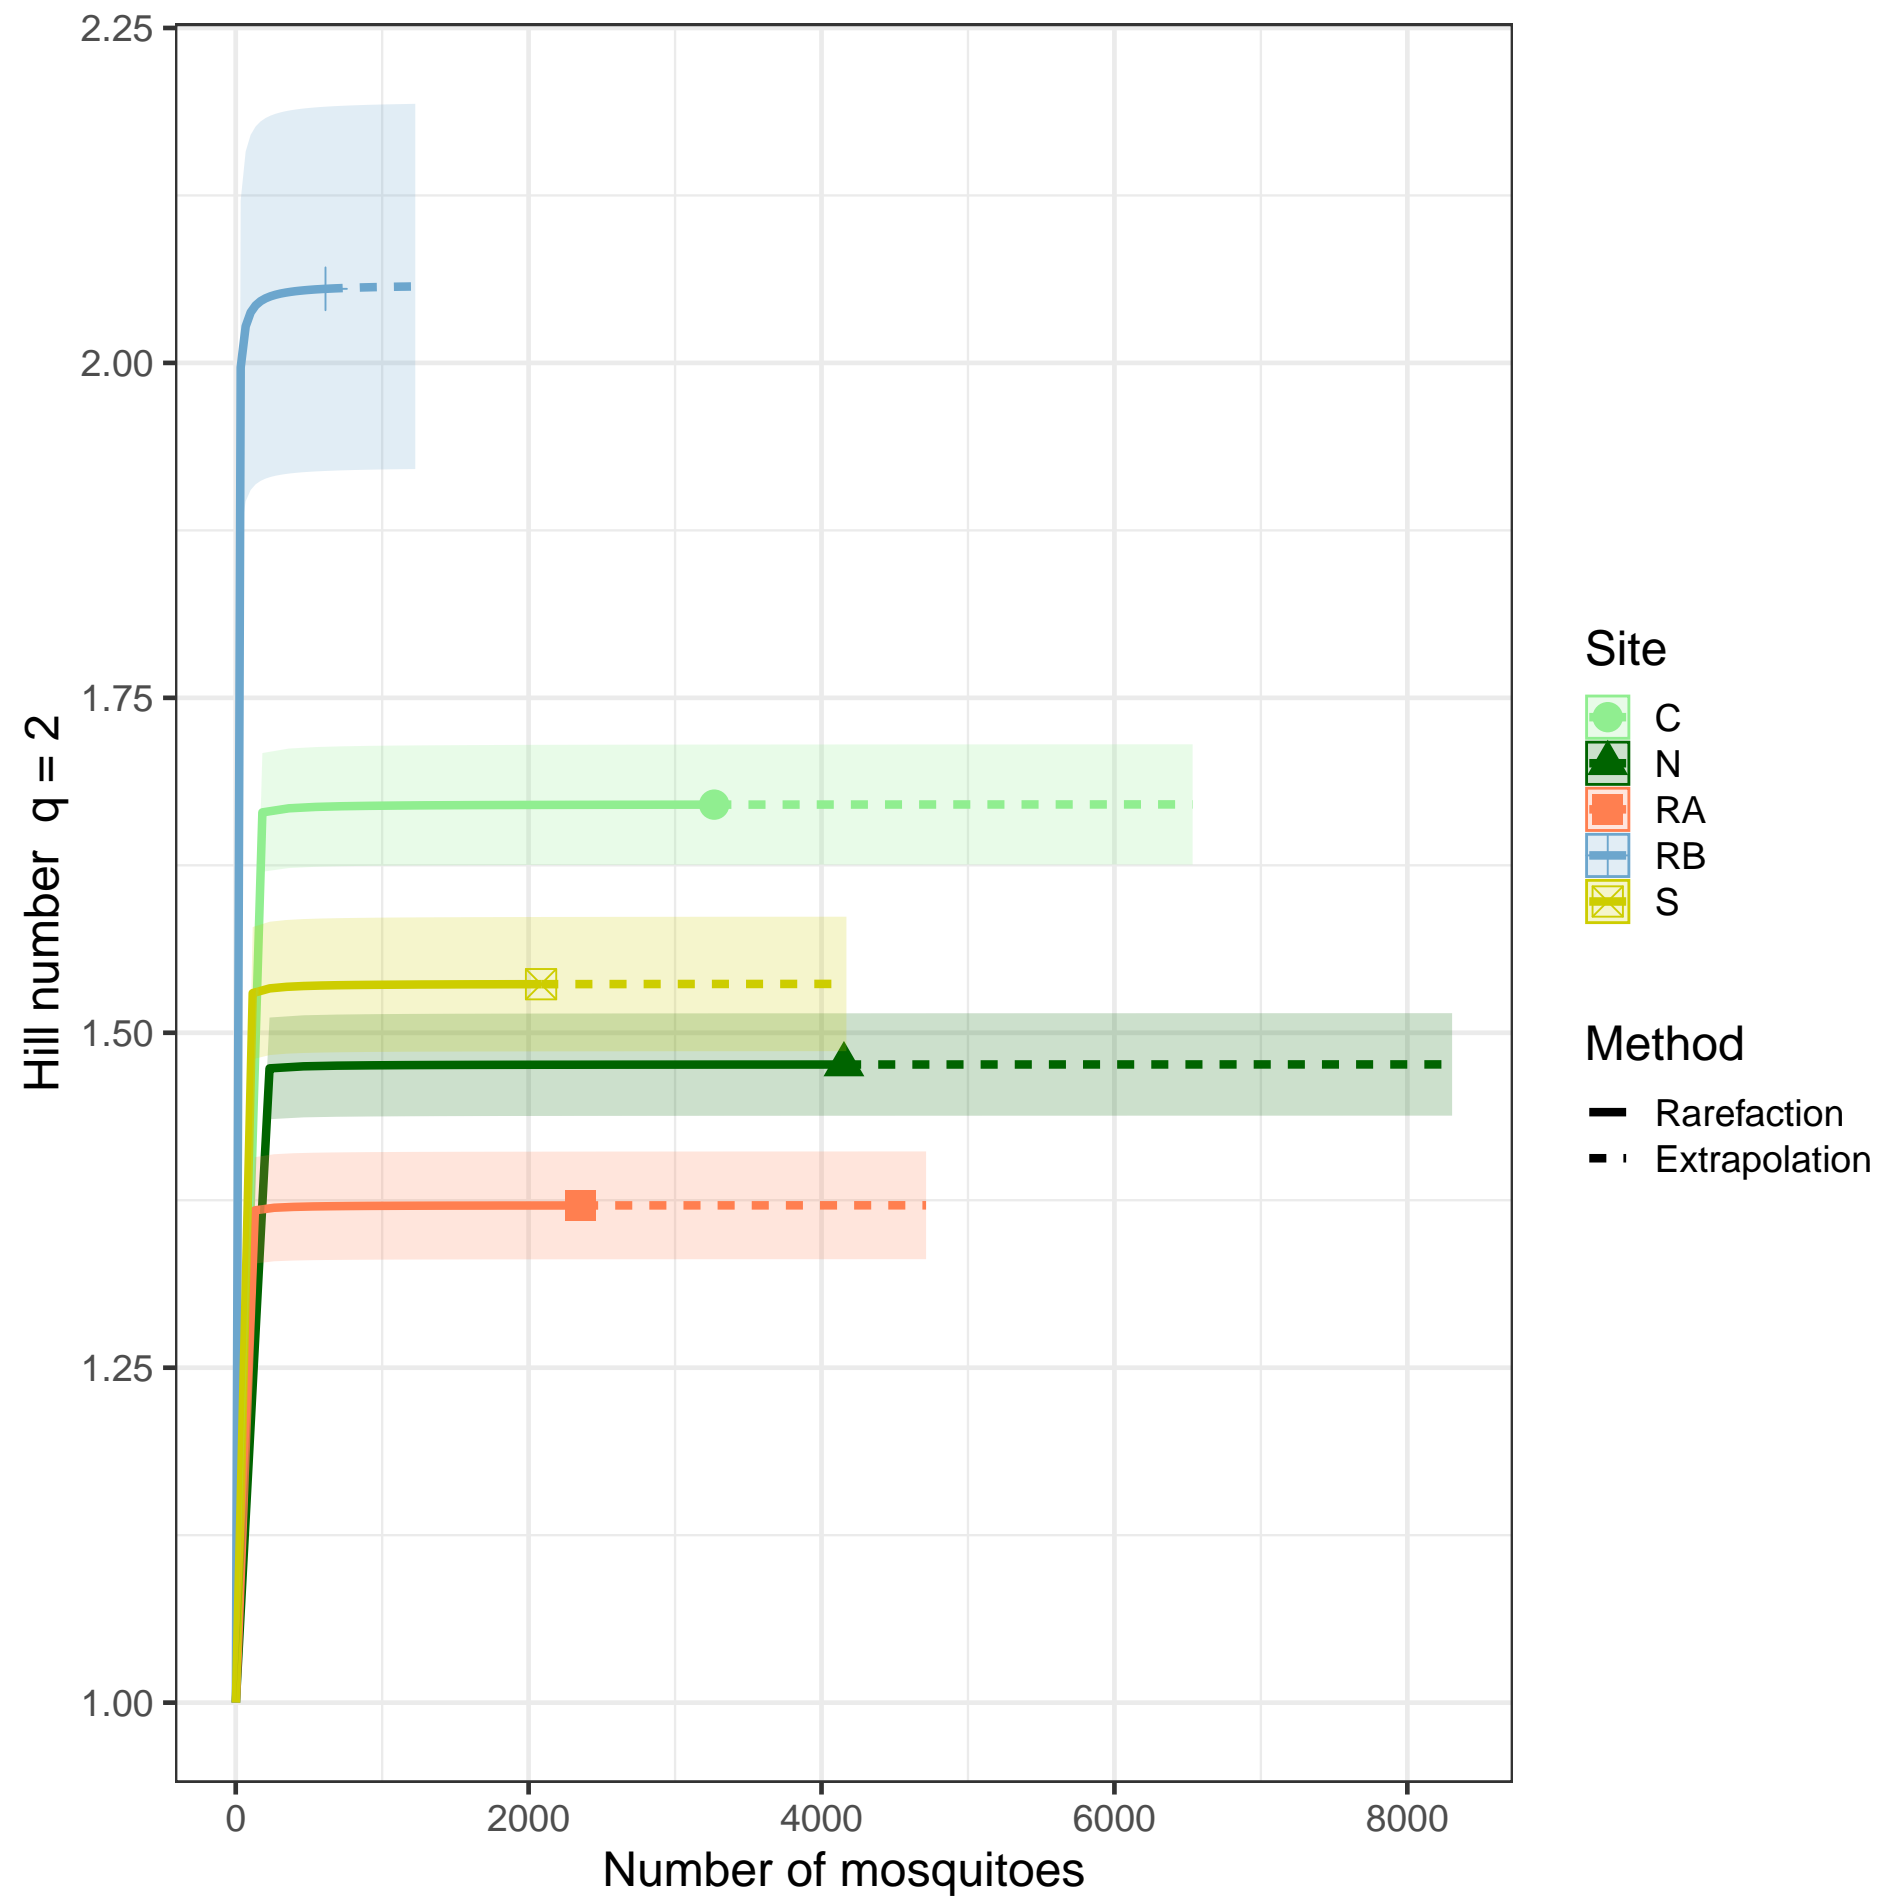 2.25
2.00
1.75
1.50
1.25
1.00
Hill number q = 2
0 2000 4000 6000 8000
Number of mosquitoes
Site
C
N
RA
RB
S
Method
Rarefaction
Extrapolation